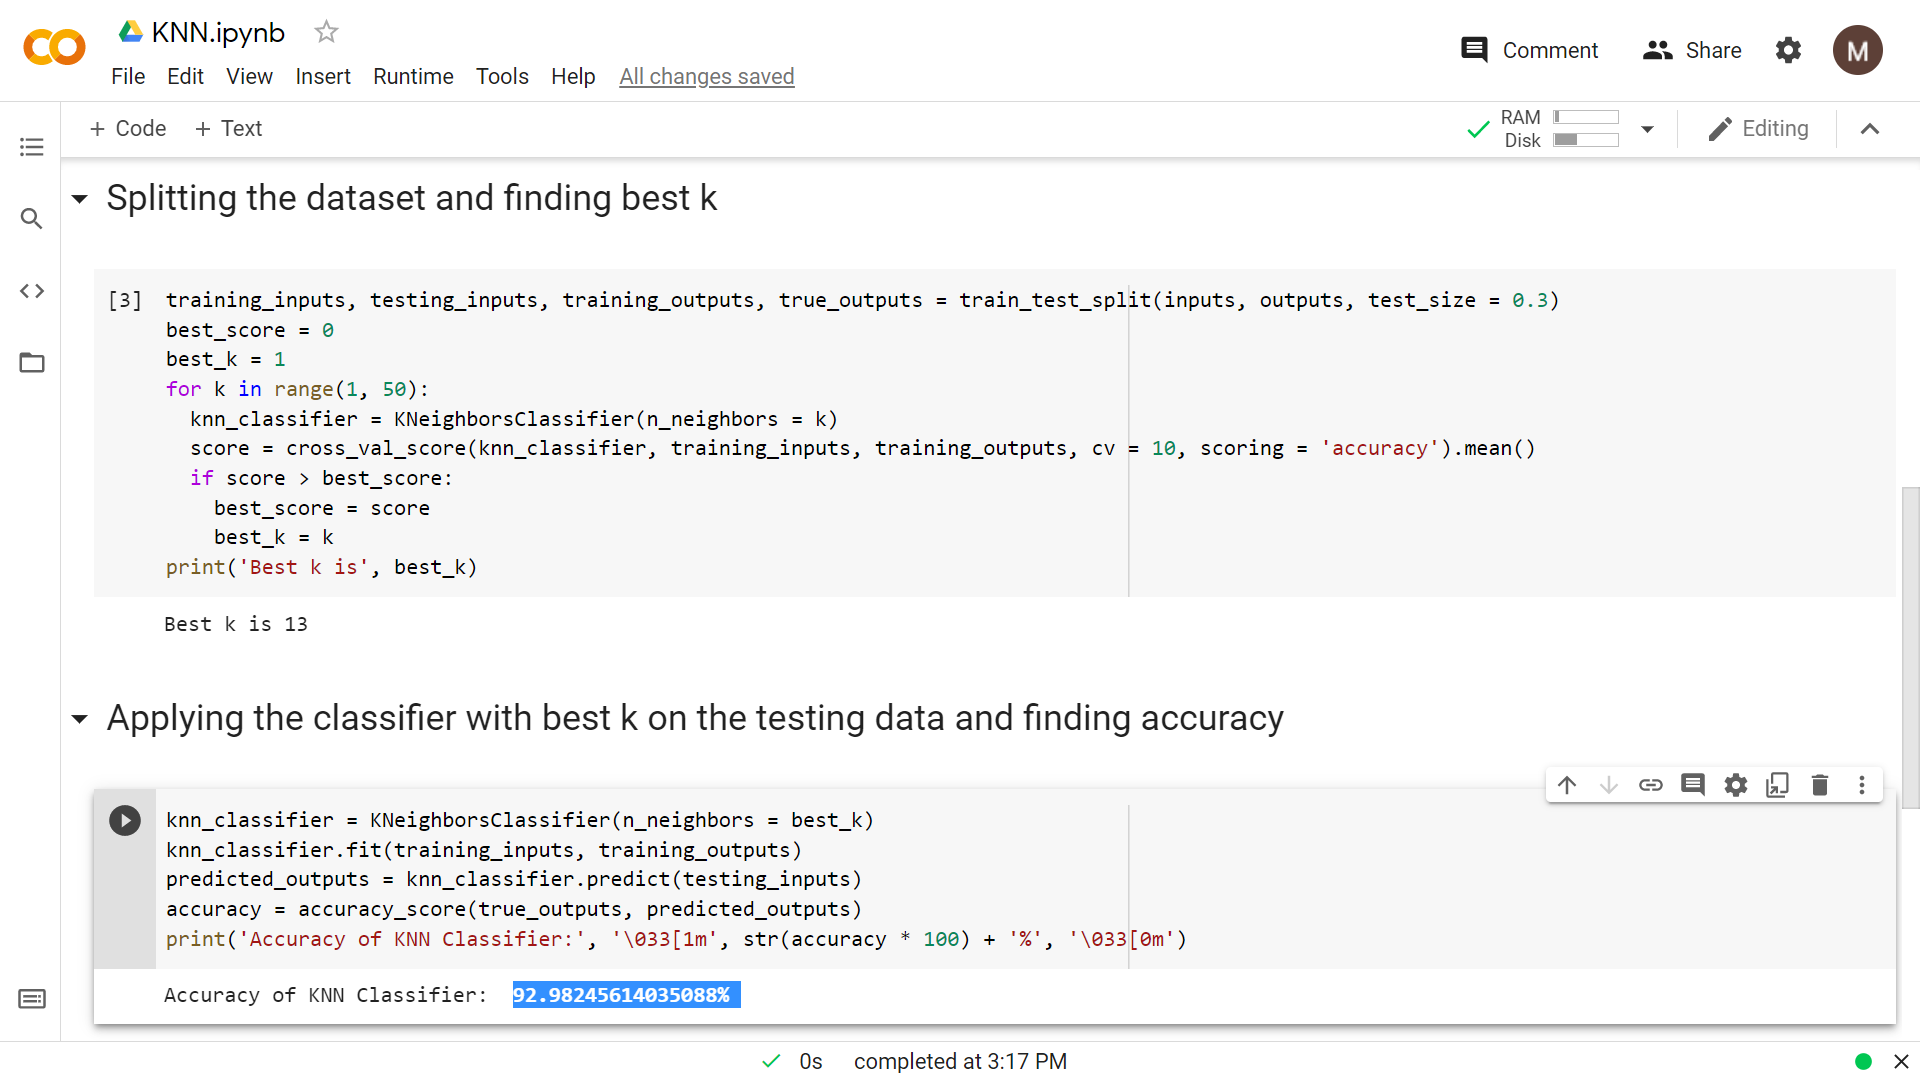 KNN.ipynb
Comment
Share
M
File Edit View Insert Runtime Tools Help All changes saved
+ Code + Text
RAM
Disk
Editing
Splitting the dataset and finding best k
[3] training_inputs, testing_inputs, training_outputs, true_outputs = train_test_split(inputs, outputs, test_size = 0.3)
best_score = 0
best_k = 1
for k in range(1, 50):
  knn_classifier = KNeighborsClassifier(n_neighbors = k)
  score = cross_val_score(knn_classifier, training_inputs, training_outputs, cv = 10, scoring = 'accuracy').mean()
  if score > best_score:
    best_score = score
    best_k = k
print('Best k is', best_k)
Best k is 13
Applying the classifier with best k on the testing data and finding accuracy
knn_classifier = KNeighborsClassifier(n_neighbors = best_k)
knn_classifier.fit(training_inputs, training_outputs)
predicted_outputs = knn_classifier.predict(testing_inputs)
accuracy = accuracy_score(true_outputs, predicted_outputs)
print('Accuracy of KNN Classifier:', '\033[1m', str(accuracy * 100) + '%', '\033[0m')
Accuracy of KNN Classifier: 92.98245614035088%
0s completed at 3:17 PM